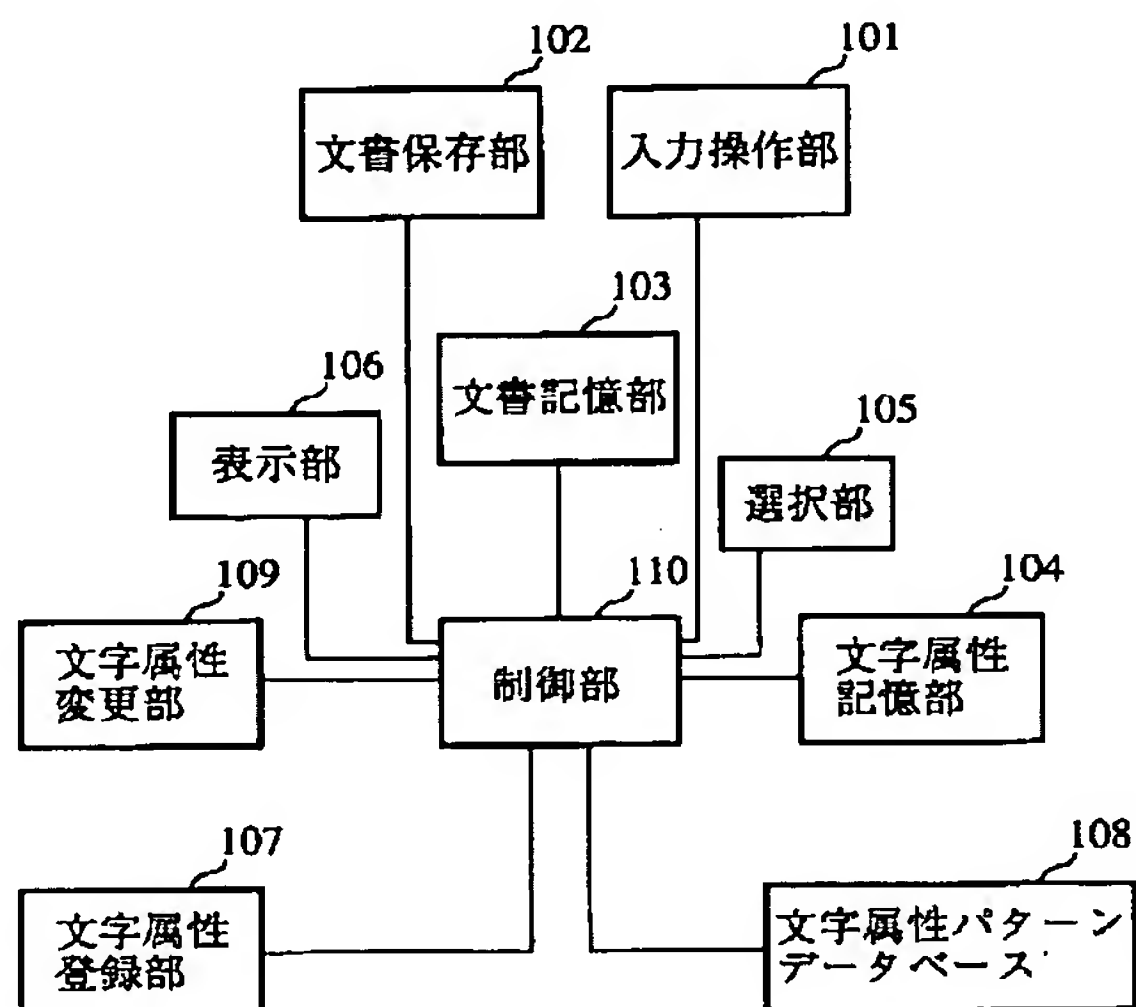 102
101
文書保存部
入力操作部
103
文書記憶部
106
表示部
105
選択部
109
文字属性
変更部
110
制御部
104
文字属性
記憶部
107
文字属性
登録部
108
文字属性パターン
データベース